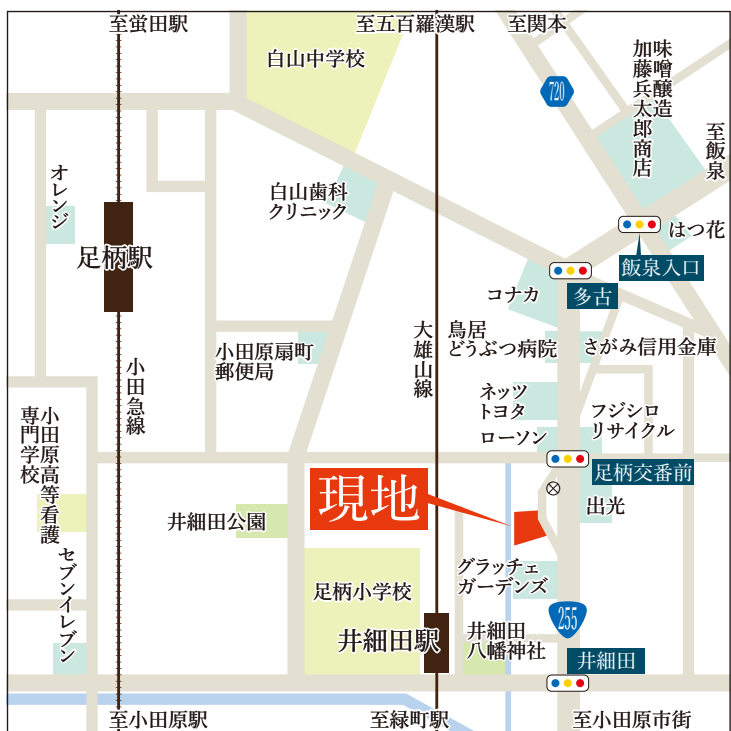 至蛍田駅
至五百羅漢駅
至関本
白山中学校
720
味噌醸造
加藤兵太郎商店
至飯泉
オレンジ
足柄駅
白山歯科
クリニック
はつ花
飯泉入口
コナカ
多古
小田急線
小田原扇町
郵便局
大雄山線
鳥居
どうぶつ病院
さがみ信用金庫
ネッツ
トヨタ
ローソン
フジシロ
リサイクル
小田原高等看護
専門学校
現地
足柄交番前
出光
井細田公園
セブンイレブン
足柄小学校
グラッチェ
ガーデンズ
井細田駅
井細田
八幡神社
255
井細田
至小田原駅
至緑町駅
至小田原市街